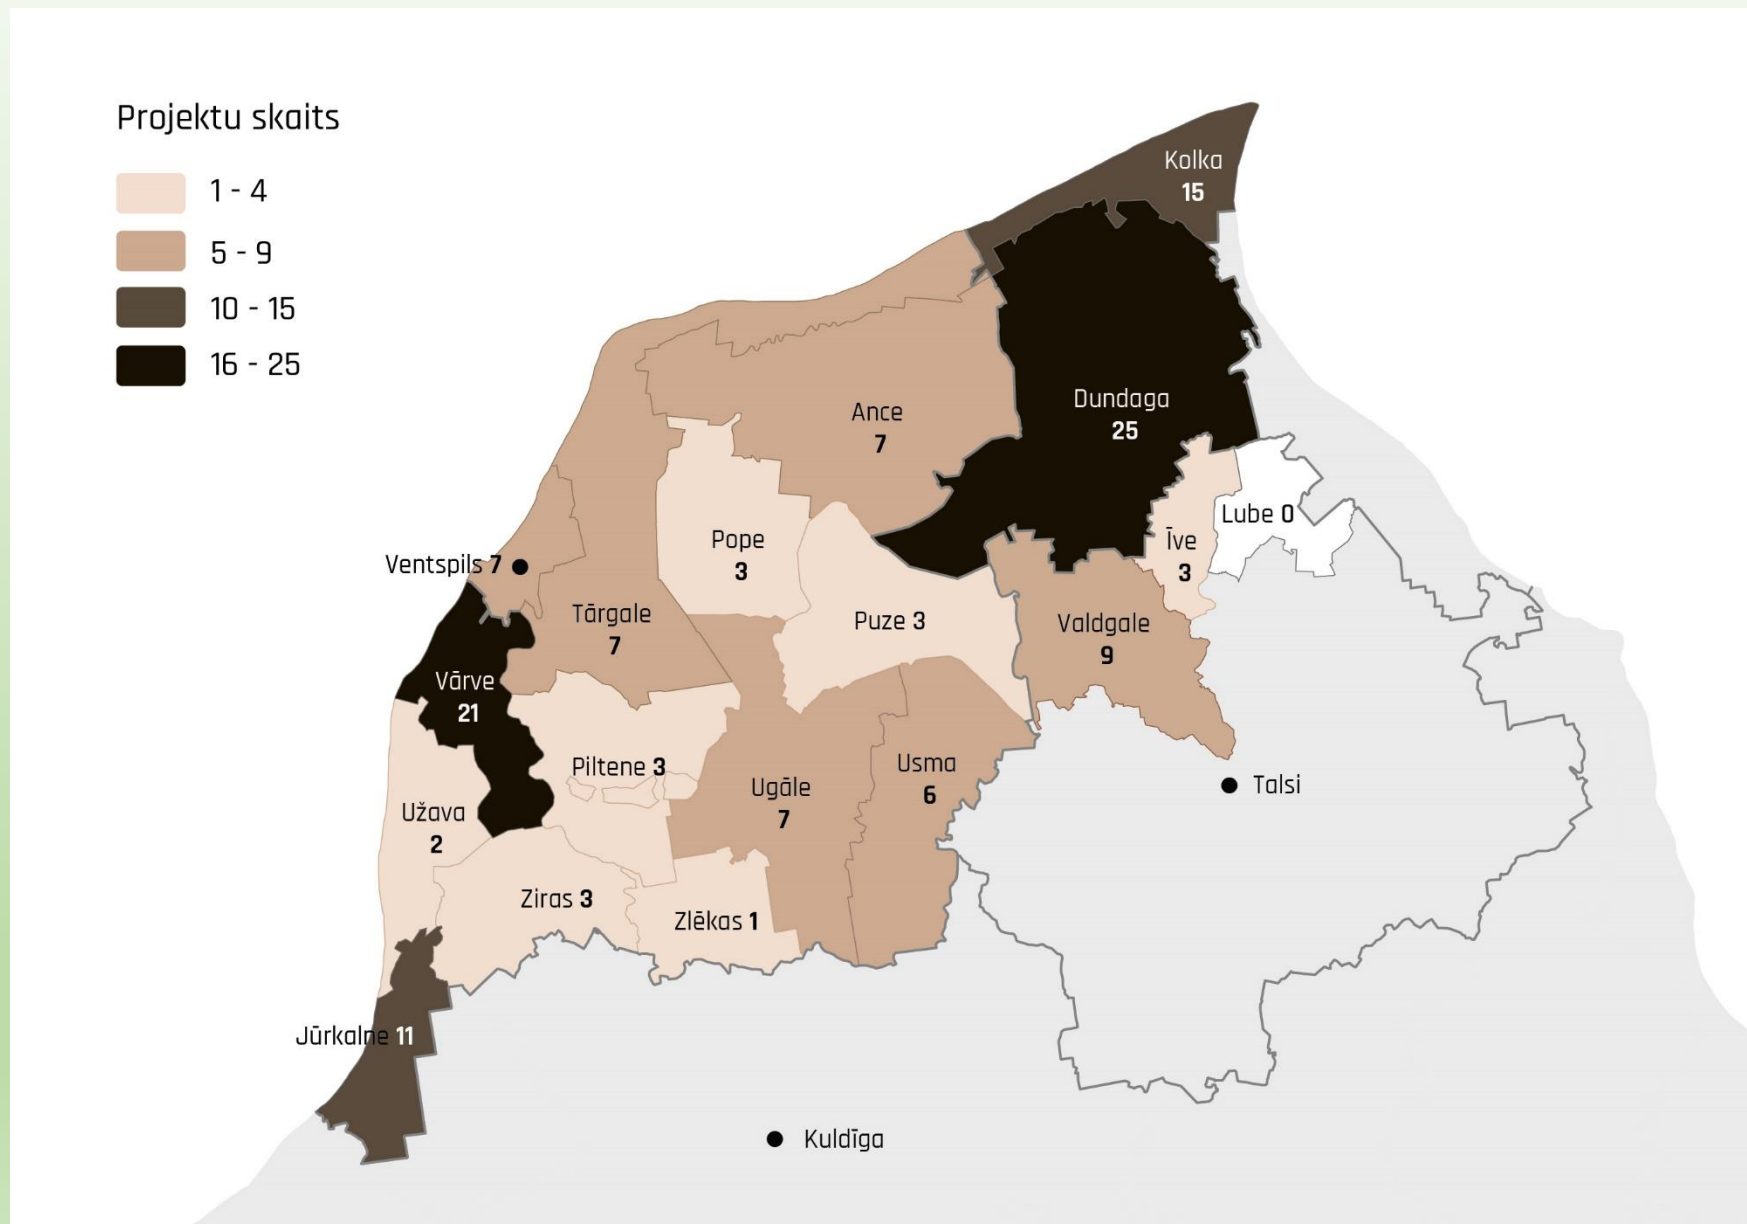 Projektu skaits
1 - 4
5 - 9
10 - 15
16 - 25
Kolka
15
Dundaga
25
Ance
7
Lube 0
Īve
3
Pope
3
Ventspils 7
Tārgale
7
Puze 3
Valdgale
9
Vārve
21
Piltene 3
Usma
6
Ugāle
7
Talsi
Užava
2
Ziras 3
Zlēkas 1
Jūrkalne 11
Kuldīga